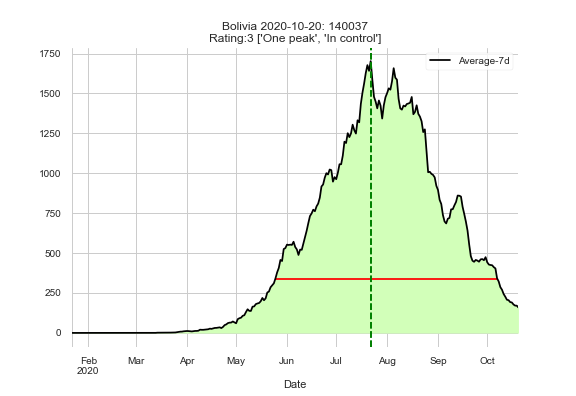 Bolivia 2020-10-20: 140037
Rating:3 ['One peak', 'In control']
Average-7d
1750
1500
1250
1000
750
500
250
0
Feb Mar Apr May Jun Jul Aug Sep Oct
2020
Date